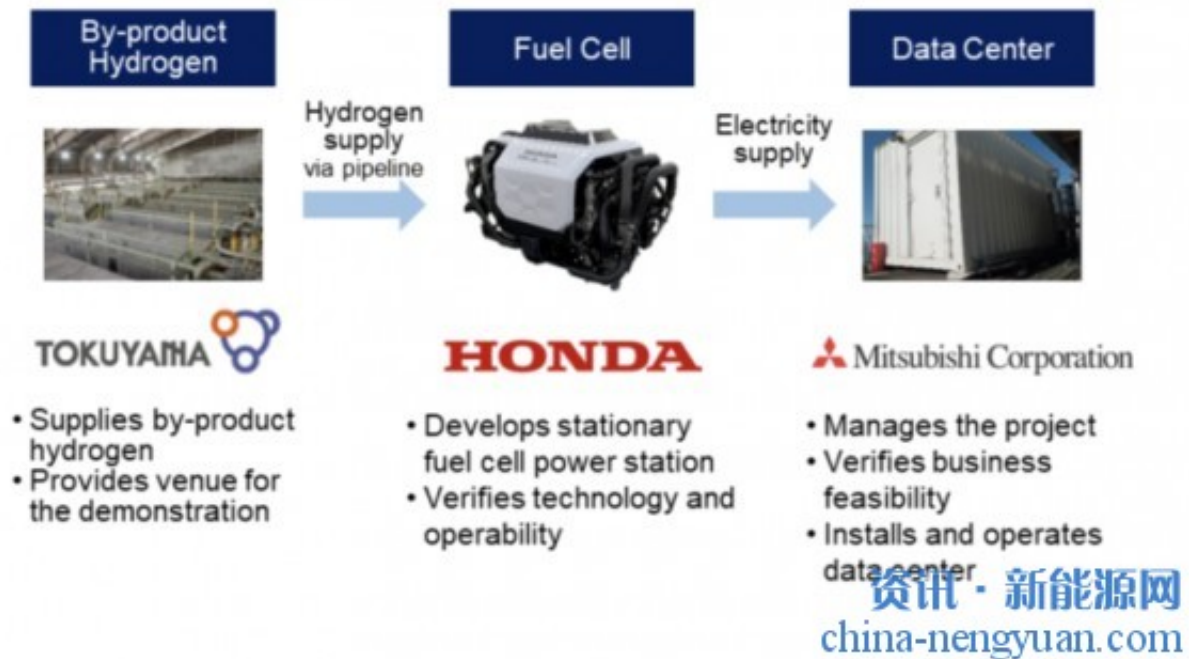 By-product
Hydrogen
Fuel Cell
Data Center
Hydrogen
supply
via pipeline
Electricity
supply
HONDA
TOKUYAMA
HONDA
Mitsubishi Corporation
• Supplies by-product
hydrogen
• Provides venue for
the demonstration
• Develops stationary
fuel cell power station
• Verifies technology and
operability
• Manages the project
• Verifies business
feasibility
• Installs and operates
data center
资讯·新能源网
china-nengyuan.com